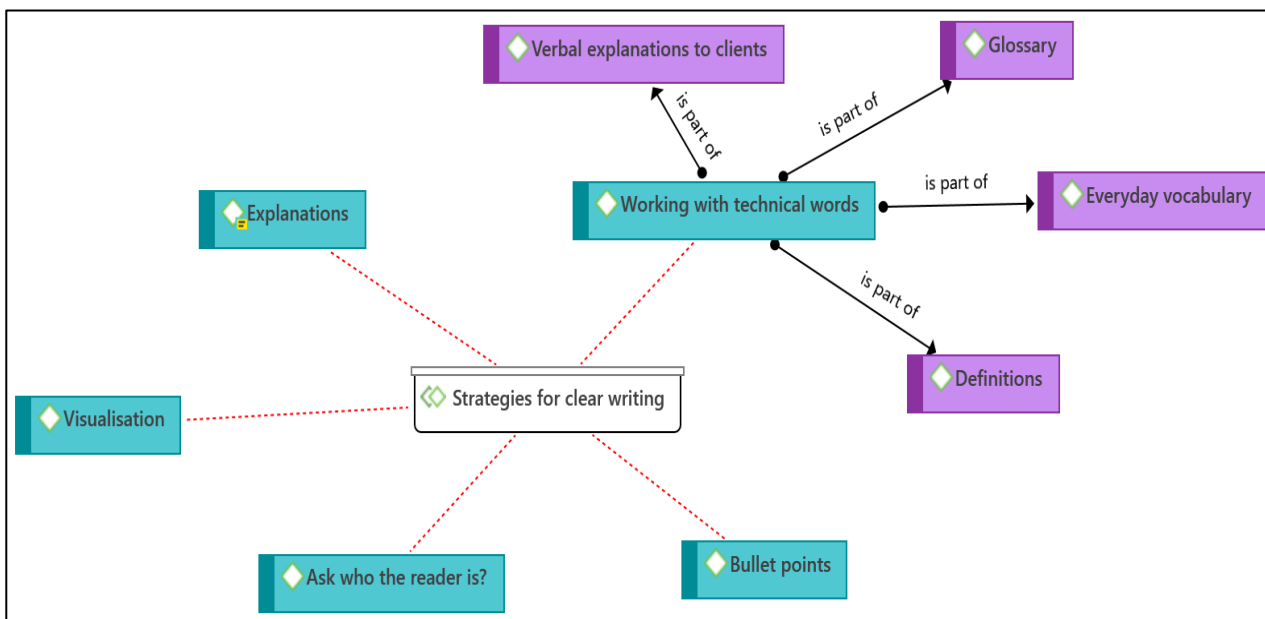 Verbal explanations to clients
Glossary
is part of
is part of
Explanations
Working with technical words
is part of
Everyday vocabulary
is part of
Definitions
Strategies for clear writing
Visualisation
Ask who the reader is?
Bullet points